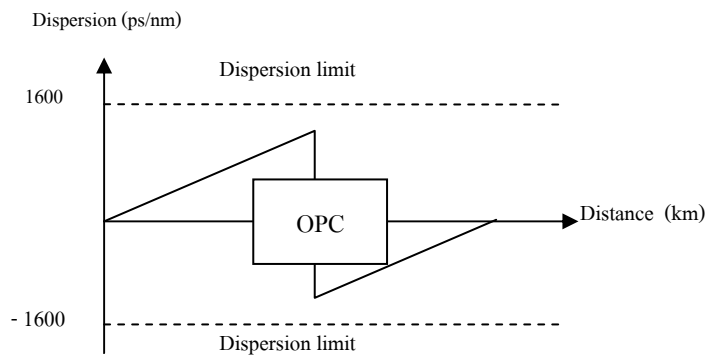 Dispersion (ps/nm)
Dispersion limit
1600
OPC
Distance (km)
- 1600
Dispersion limit